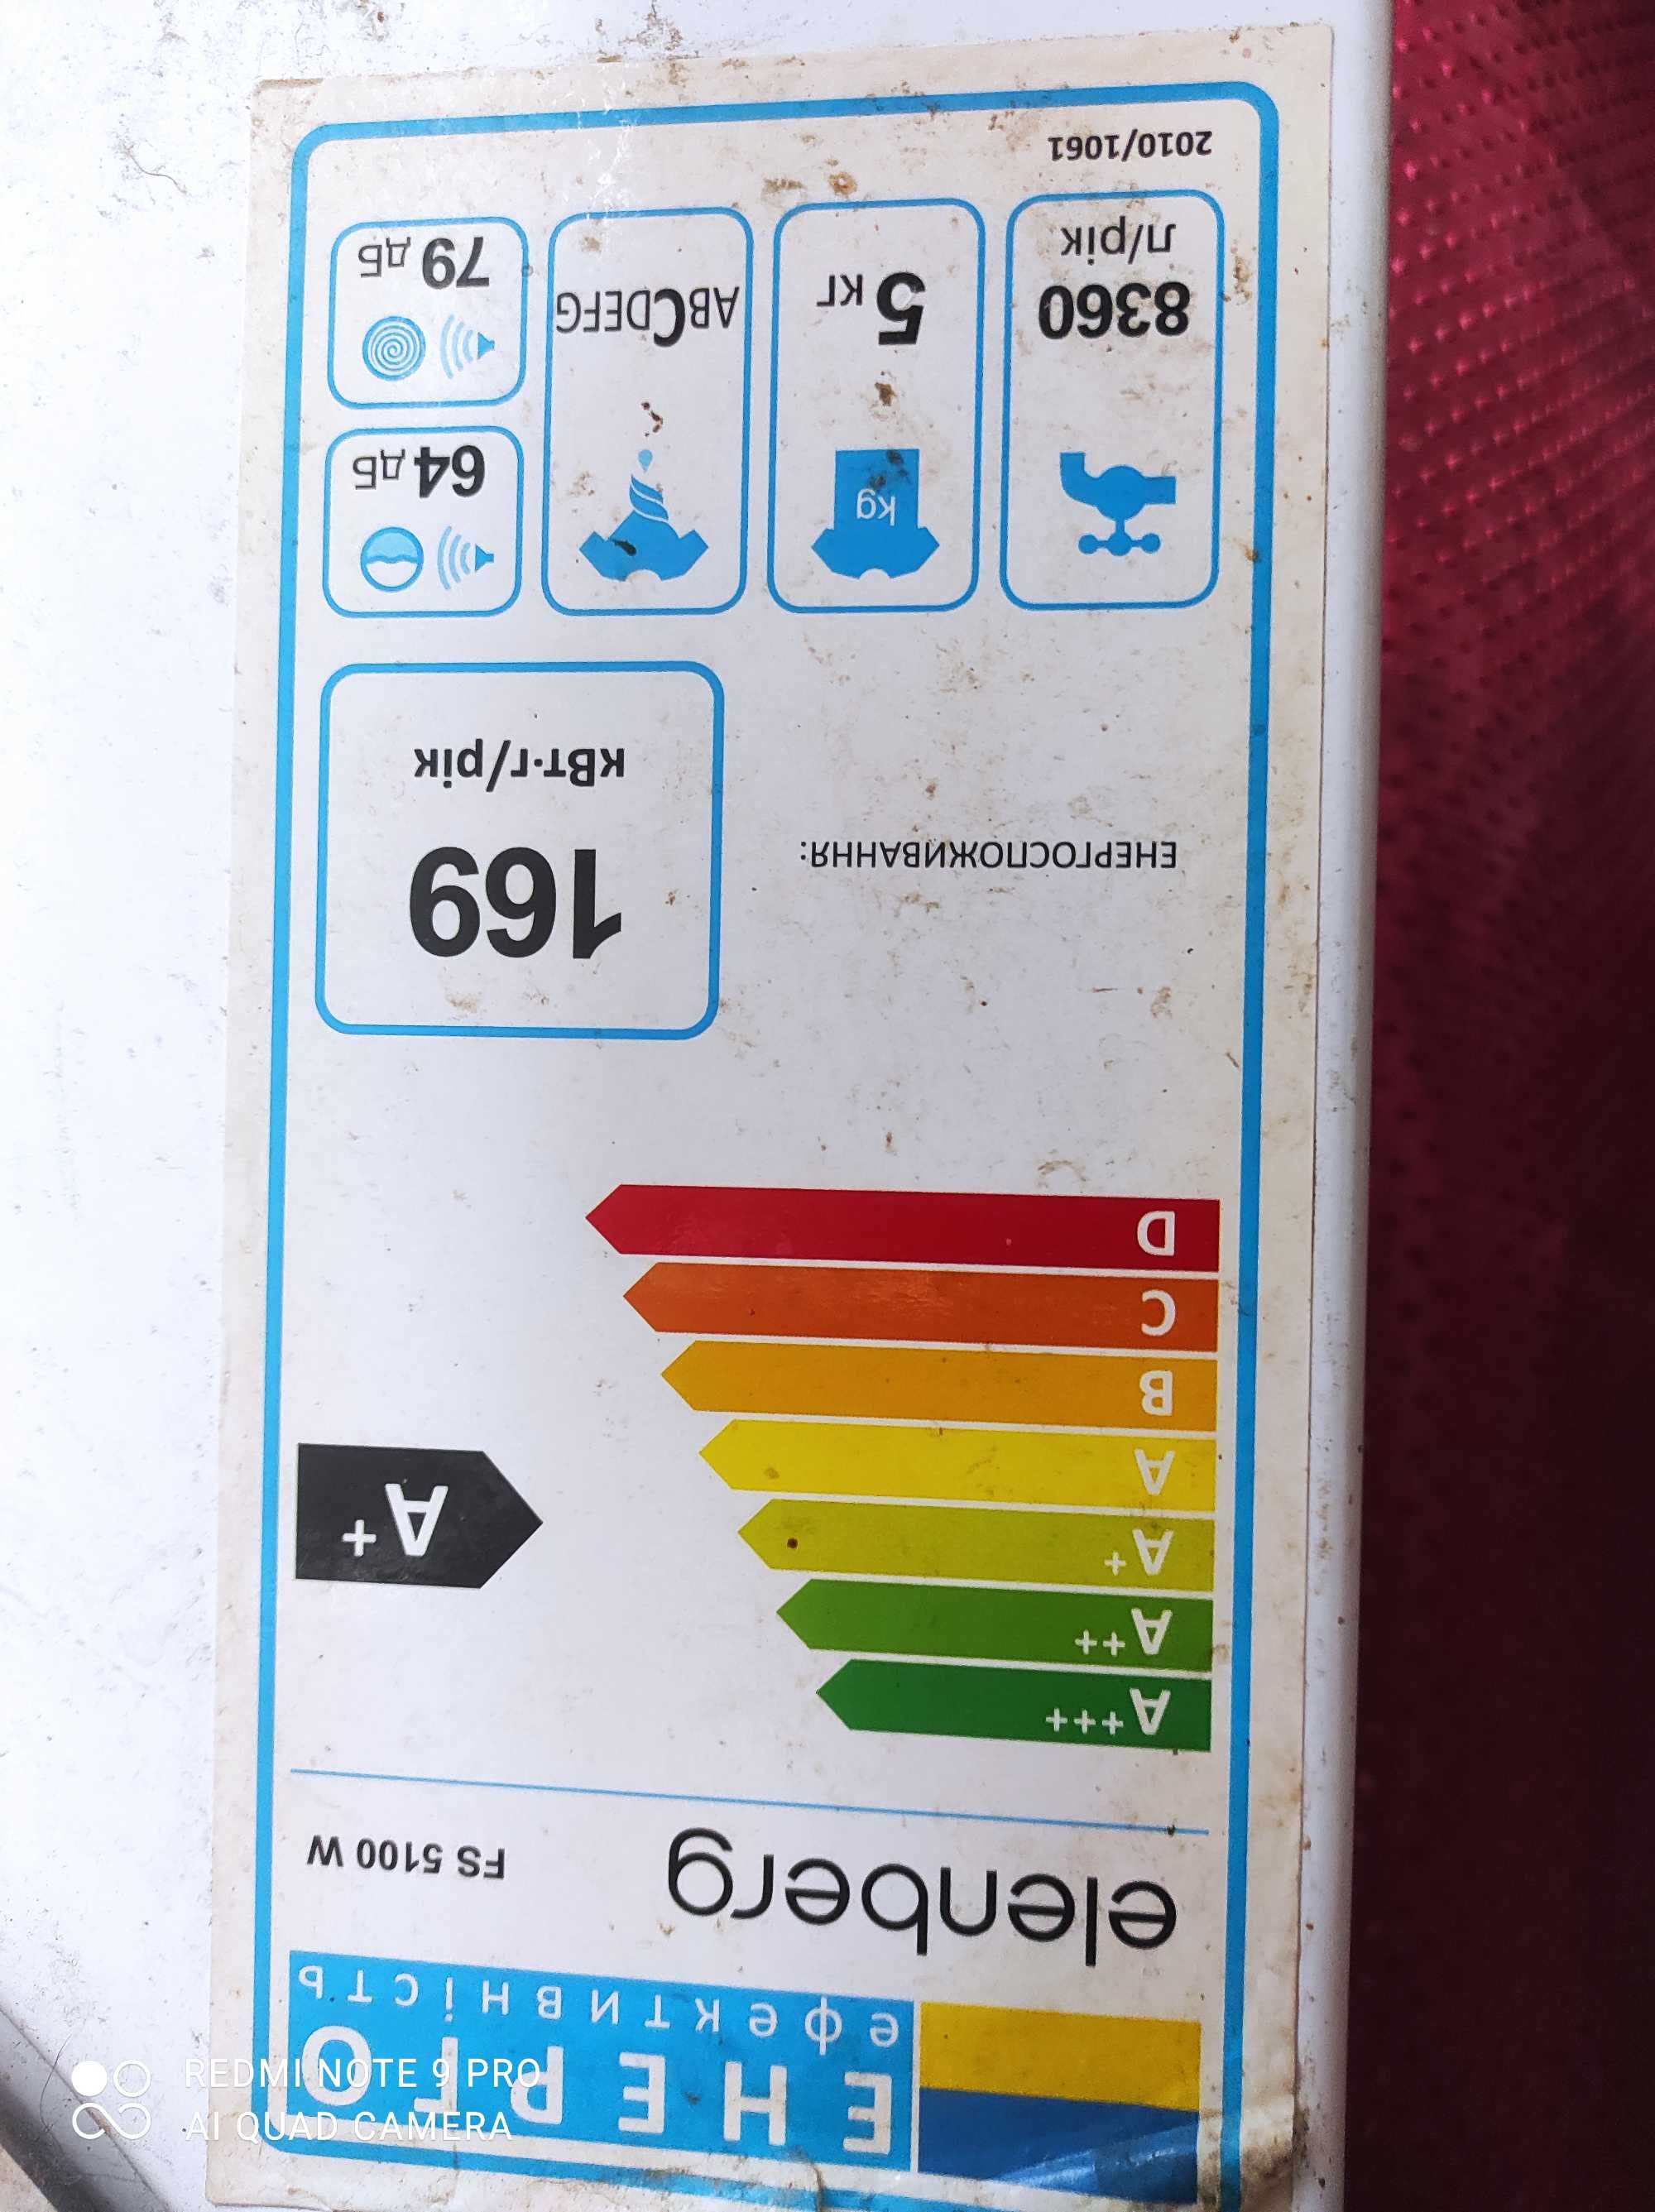 ЕНЕРГО
ефективність
elenberg
FS 5100 W
A+++
A++
A+
A
B
C
D
A+
ЕНЕРГОСПОЖИВАННЯ:
169
кВт·г/рік
8360
л/рік
kg
5 кг
ABCDEFG
64 дБ
79 дБ
2010/1061
REDMI NOTE 9 PRO
AI QUAD CAMERA